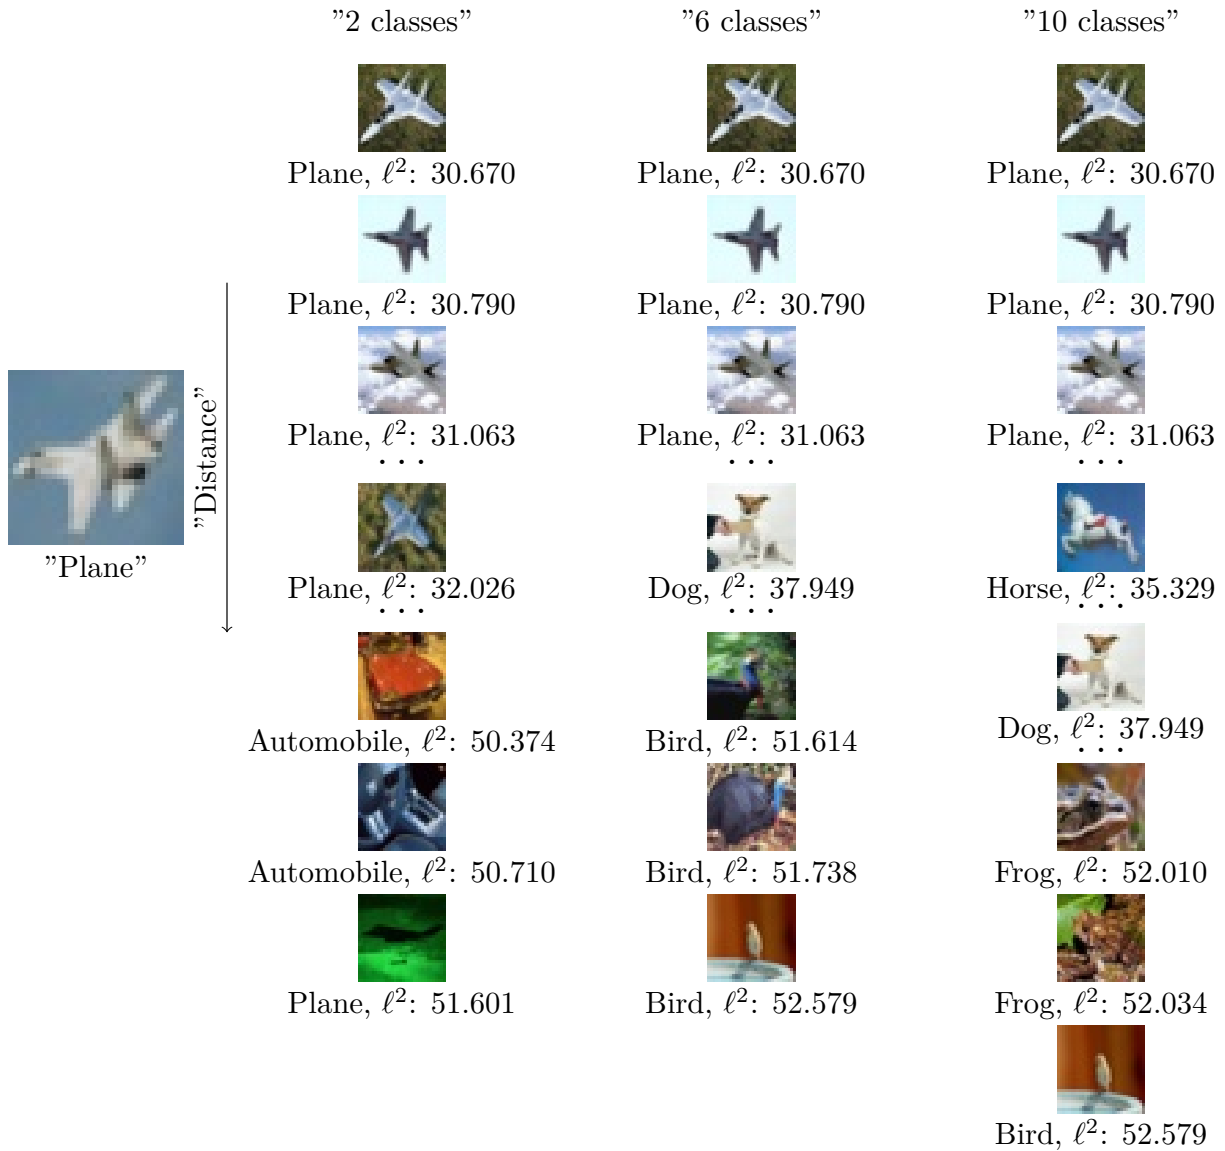 ”2 classes” ”6 classes” ”10 classes”
Plane, ℓ²: 30.670 Plane, ℓ²: 30.670 Plane, ℓ²: 30.670
Plane, ℓ²: 30.790 Plane, ℓ²: 30.790 Plane, ℓ²: 30.790
Plane, ℓ²: 31.063 Plane, ℓ²: 31.063 Plane, ℓ²: 31.063
. . . . . . . . .
”Distance”
”Plane”
Plane, ℓ²: 32.026 Dog, ℓ²: 37.949 Horse, ℓ²: 35.329
. . . . . . . . .
Automobile, ℓ²: 50.374 Bird, ℓ²: 51.614 Dog, ℓ²: 37.949
. . .
Automobile, ℓ²: 50.710 Bird, ℓ²: 51.738 Frog, ℓ²: 52.010
Plane, ℓ²: 51.601 Bird, ℓ²: 52.579 Frog, ℓ²: 52.034
Bird, ℓ²: 52.579